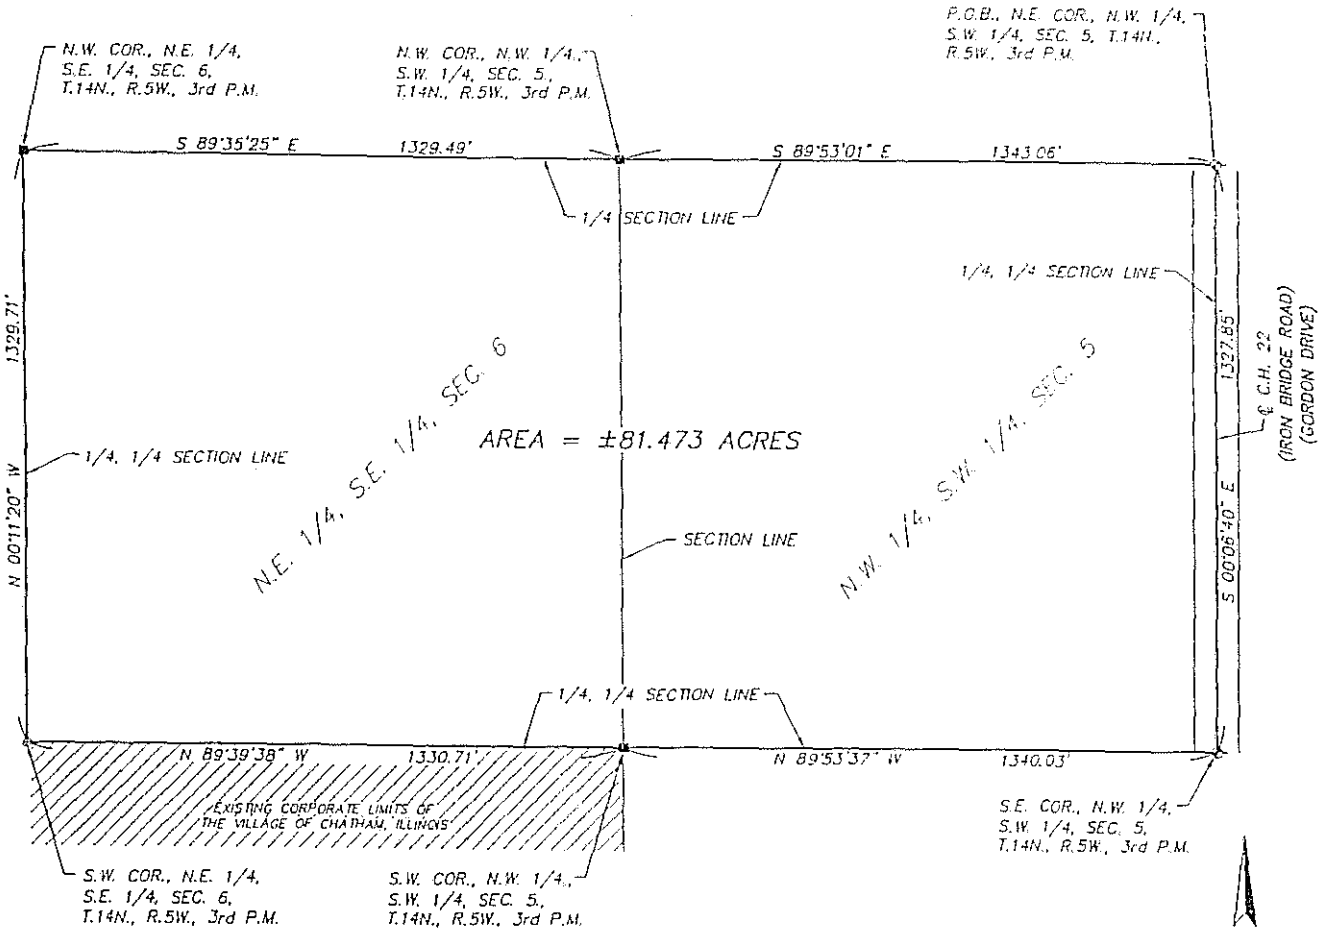 P.O.B., N.E. COR., N.W. 1/4,
S.W. 1/4, SEC. 5, T.14N.,
R.5W., 3rd P.M.
N.W. COR., N.E. 1/4,
S.E. 1/4, SEC. 6,
T.14N., R.5W., 3rd P.M.
N.W. COR., N.W. 1/4,
S.W. 1/4, SEC. 5,
T.14N., R.5W., 3rd P.M.
S 89°35'25" E 1329.49'
S 89°53'01" E 1343.06'
1/4 SECTION LINE
1/4, 1/4 SECTION LINE
N 00°11'20" W 1329.71'
1/4, 1/4 SECTION LINE
N.E. 1/4, S.E. 1/4, SEC. 6
AREA = ±81.473 ACRES
SECTION LINE
N.W. 1/4, S.W. 1/4, SEC. 5
S 00°06'40" E 1327.85'
℄ C.H. 22
(IRON BRIDGE ROAD)
(GORDON DRIVE)
1/4, 1/4 SECTION LINE
N 89°39'38" W 1330.71'
N 89°53'37" W 1340.03'
EXISTING CORPORATE LIMITS OF
THE VILLAGE OF CHATHAM, ILLINOIS
S.E. COR., N.W. 1/4,
S.W. 1/4, SEC. 5,
T.14N., R.5W., 3rd P.M.
S.W. COR., N.E. 1/4,
S.E. 1/4, SEC. 6,
T.14N., R.5W., 3rd P.M.
S.W. COR., N.W. 1/4,
S.W. 1/4, SEC. 5,
T.14N., R.5W., 3rd P.M.